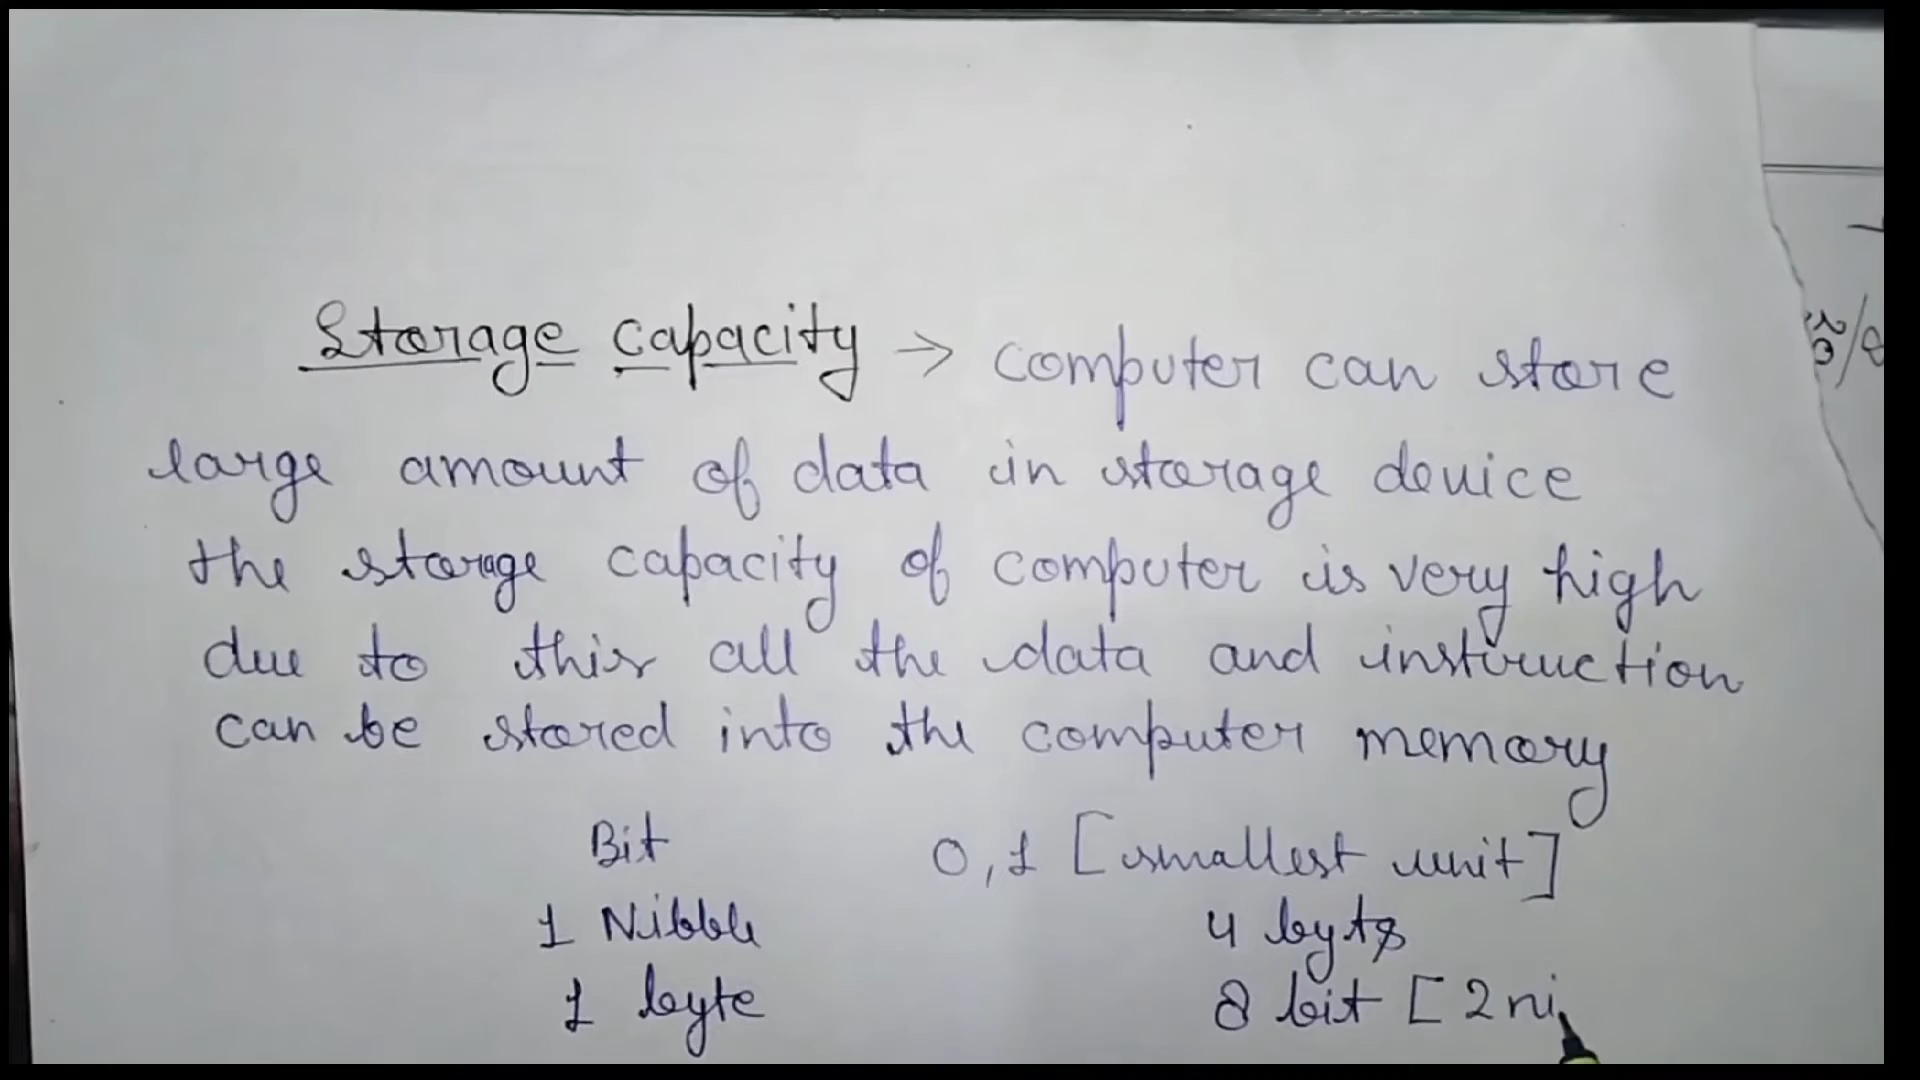 Storage capacity → computer can store
large amount of data in storage device
the storage capacity of computer is very high
due to this all the data and instruction
can be stored into the computer memory
Bit 0,1 [smallest unit]
1 Nibble 4 byts
1 byte 8 bit [2 ni